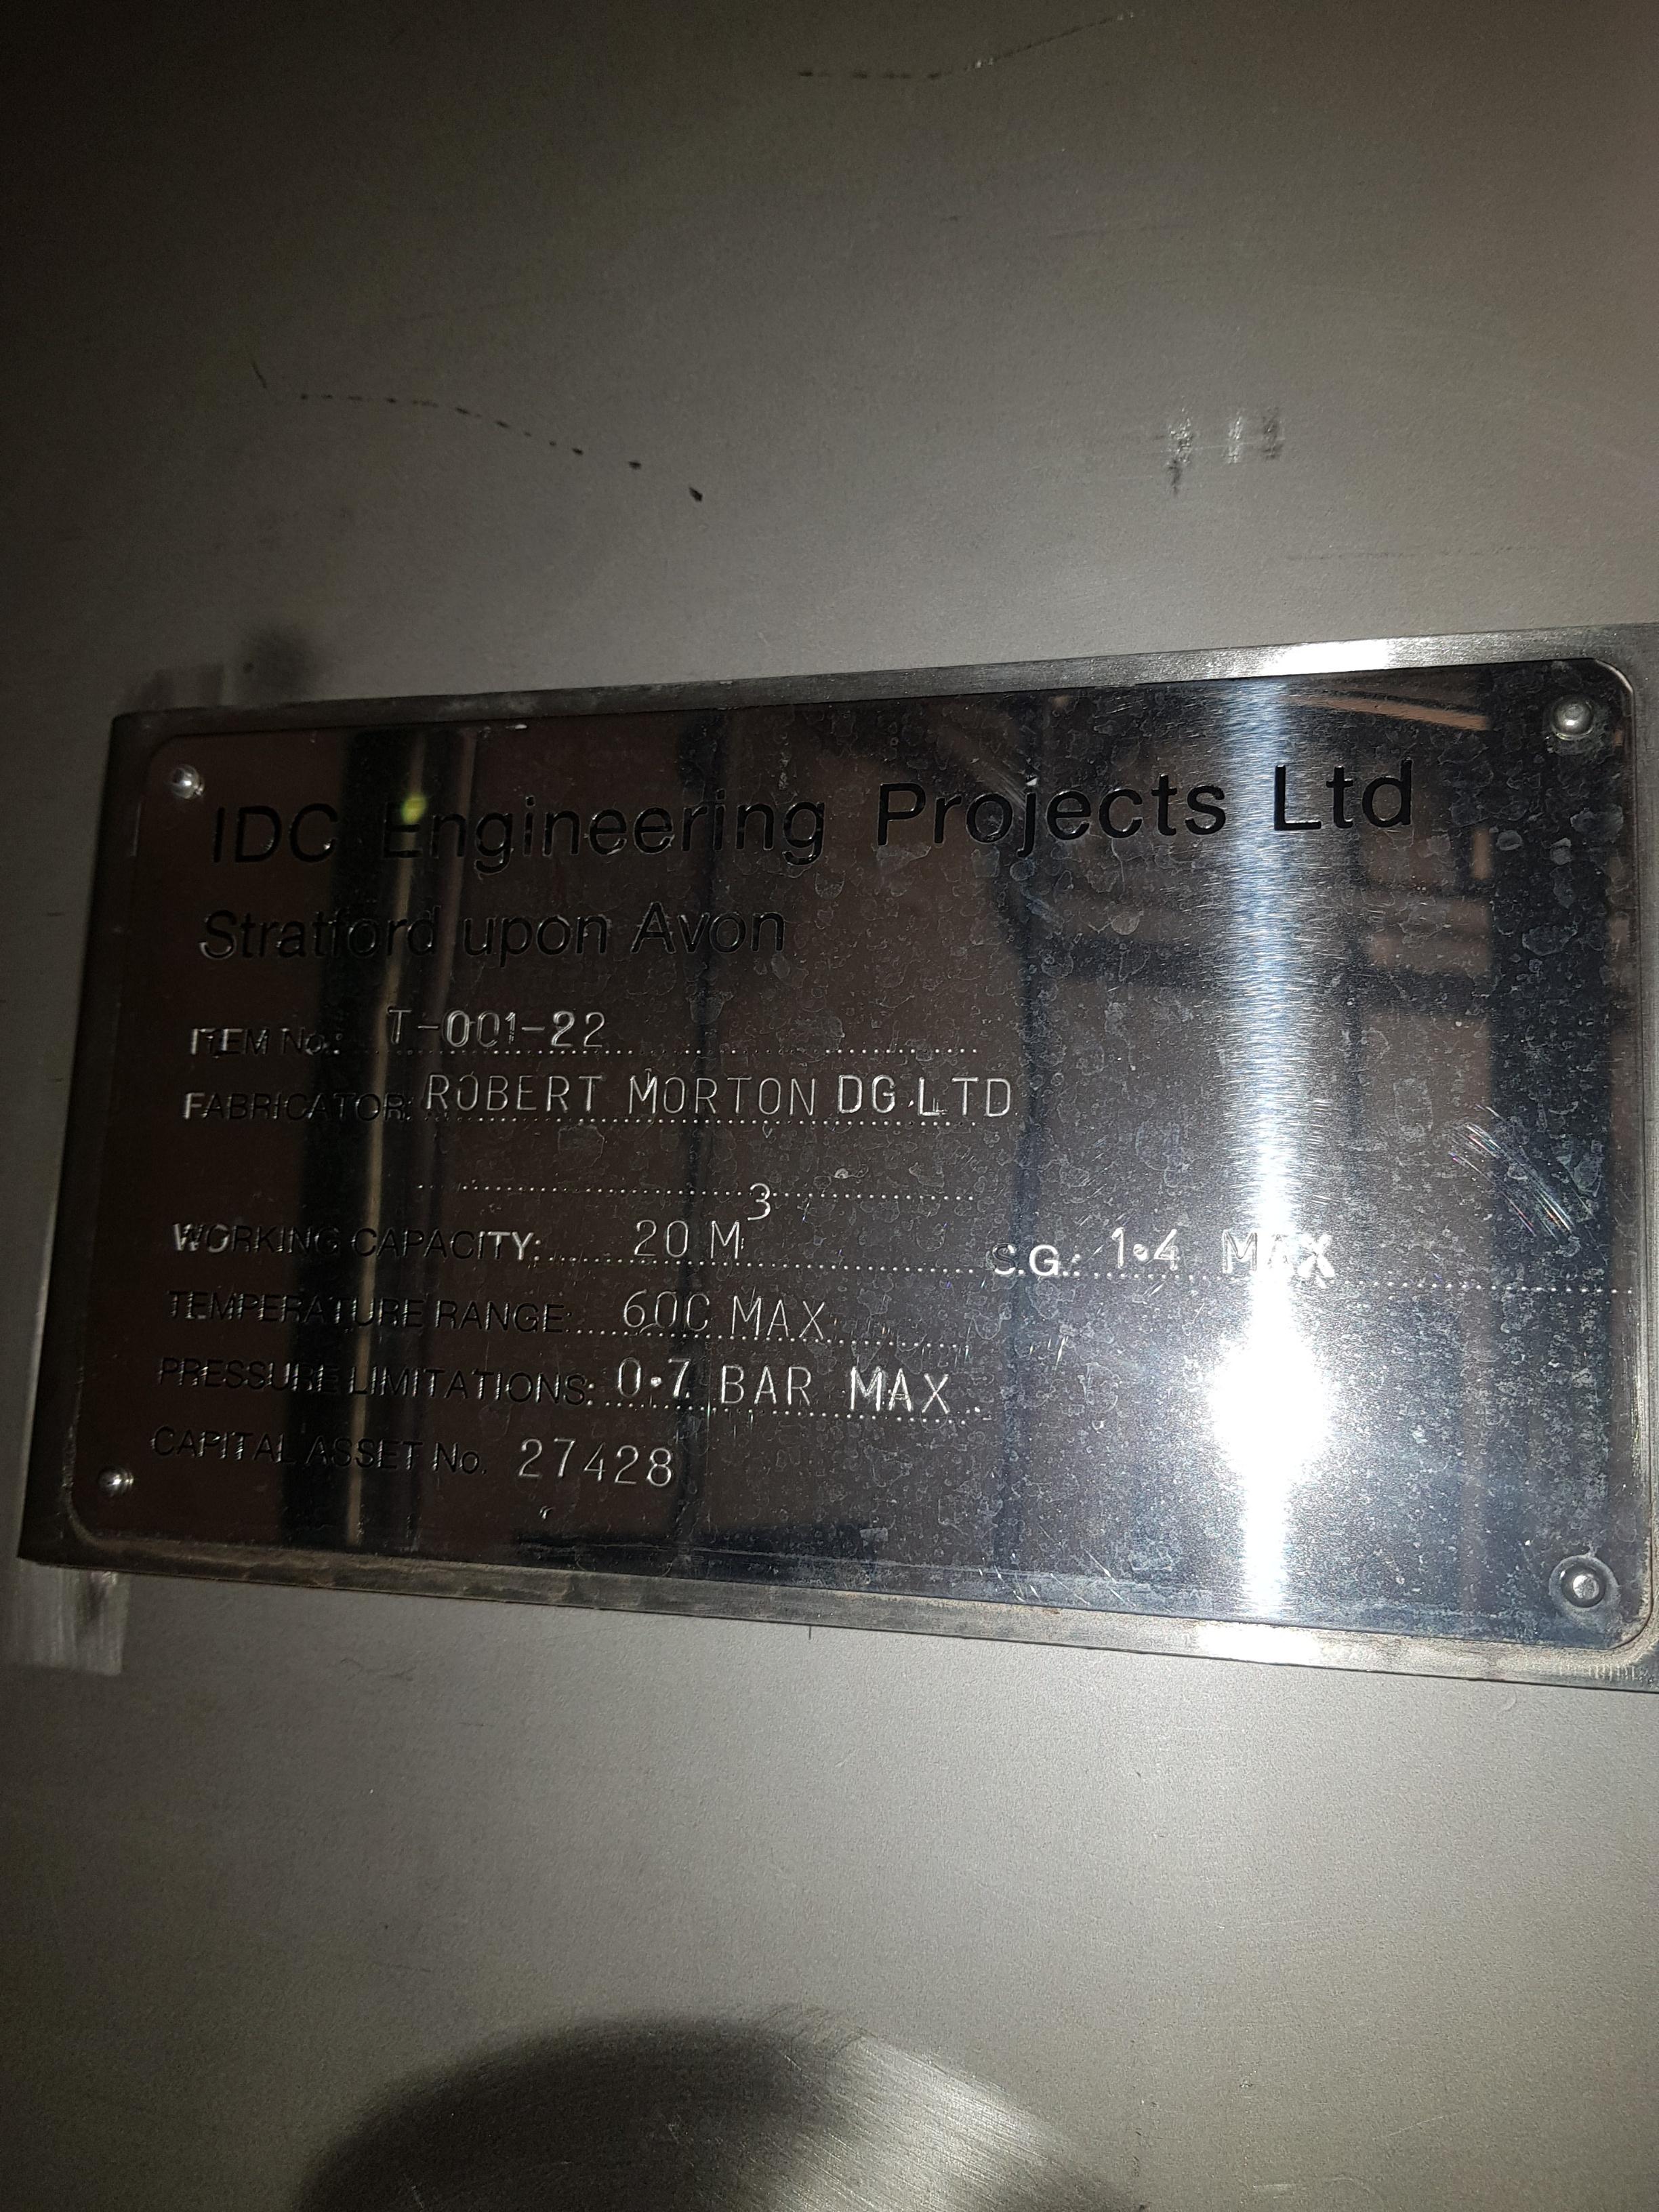 IDC Engineering Projects Ltd
Stratford upon Avon
ITEM No.: T-001-22
FABRICATOR: ROBERT MORTON DG.LTD
WORKING CAPACITY: 20 M³ S.G.: 1.4 MAX
TEMPERATURE RANGE: 60C MAX
PRESSURE LIMITATIONS: 0.7 BAR MAX
CAPITAL ASSET No. 27428